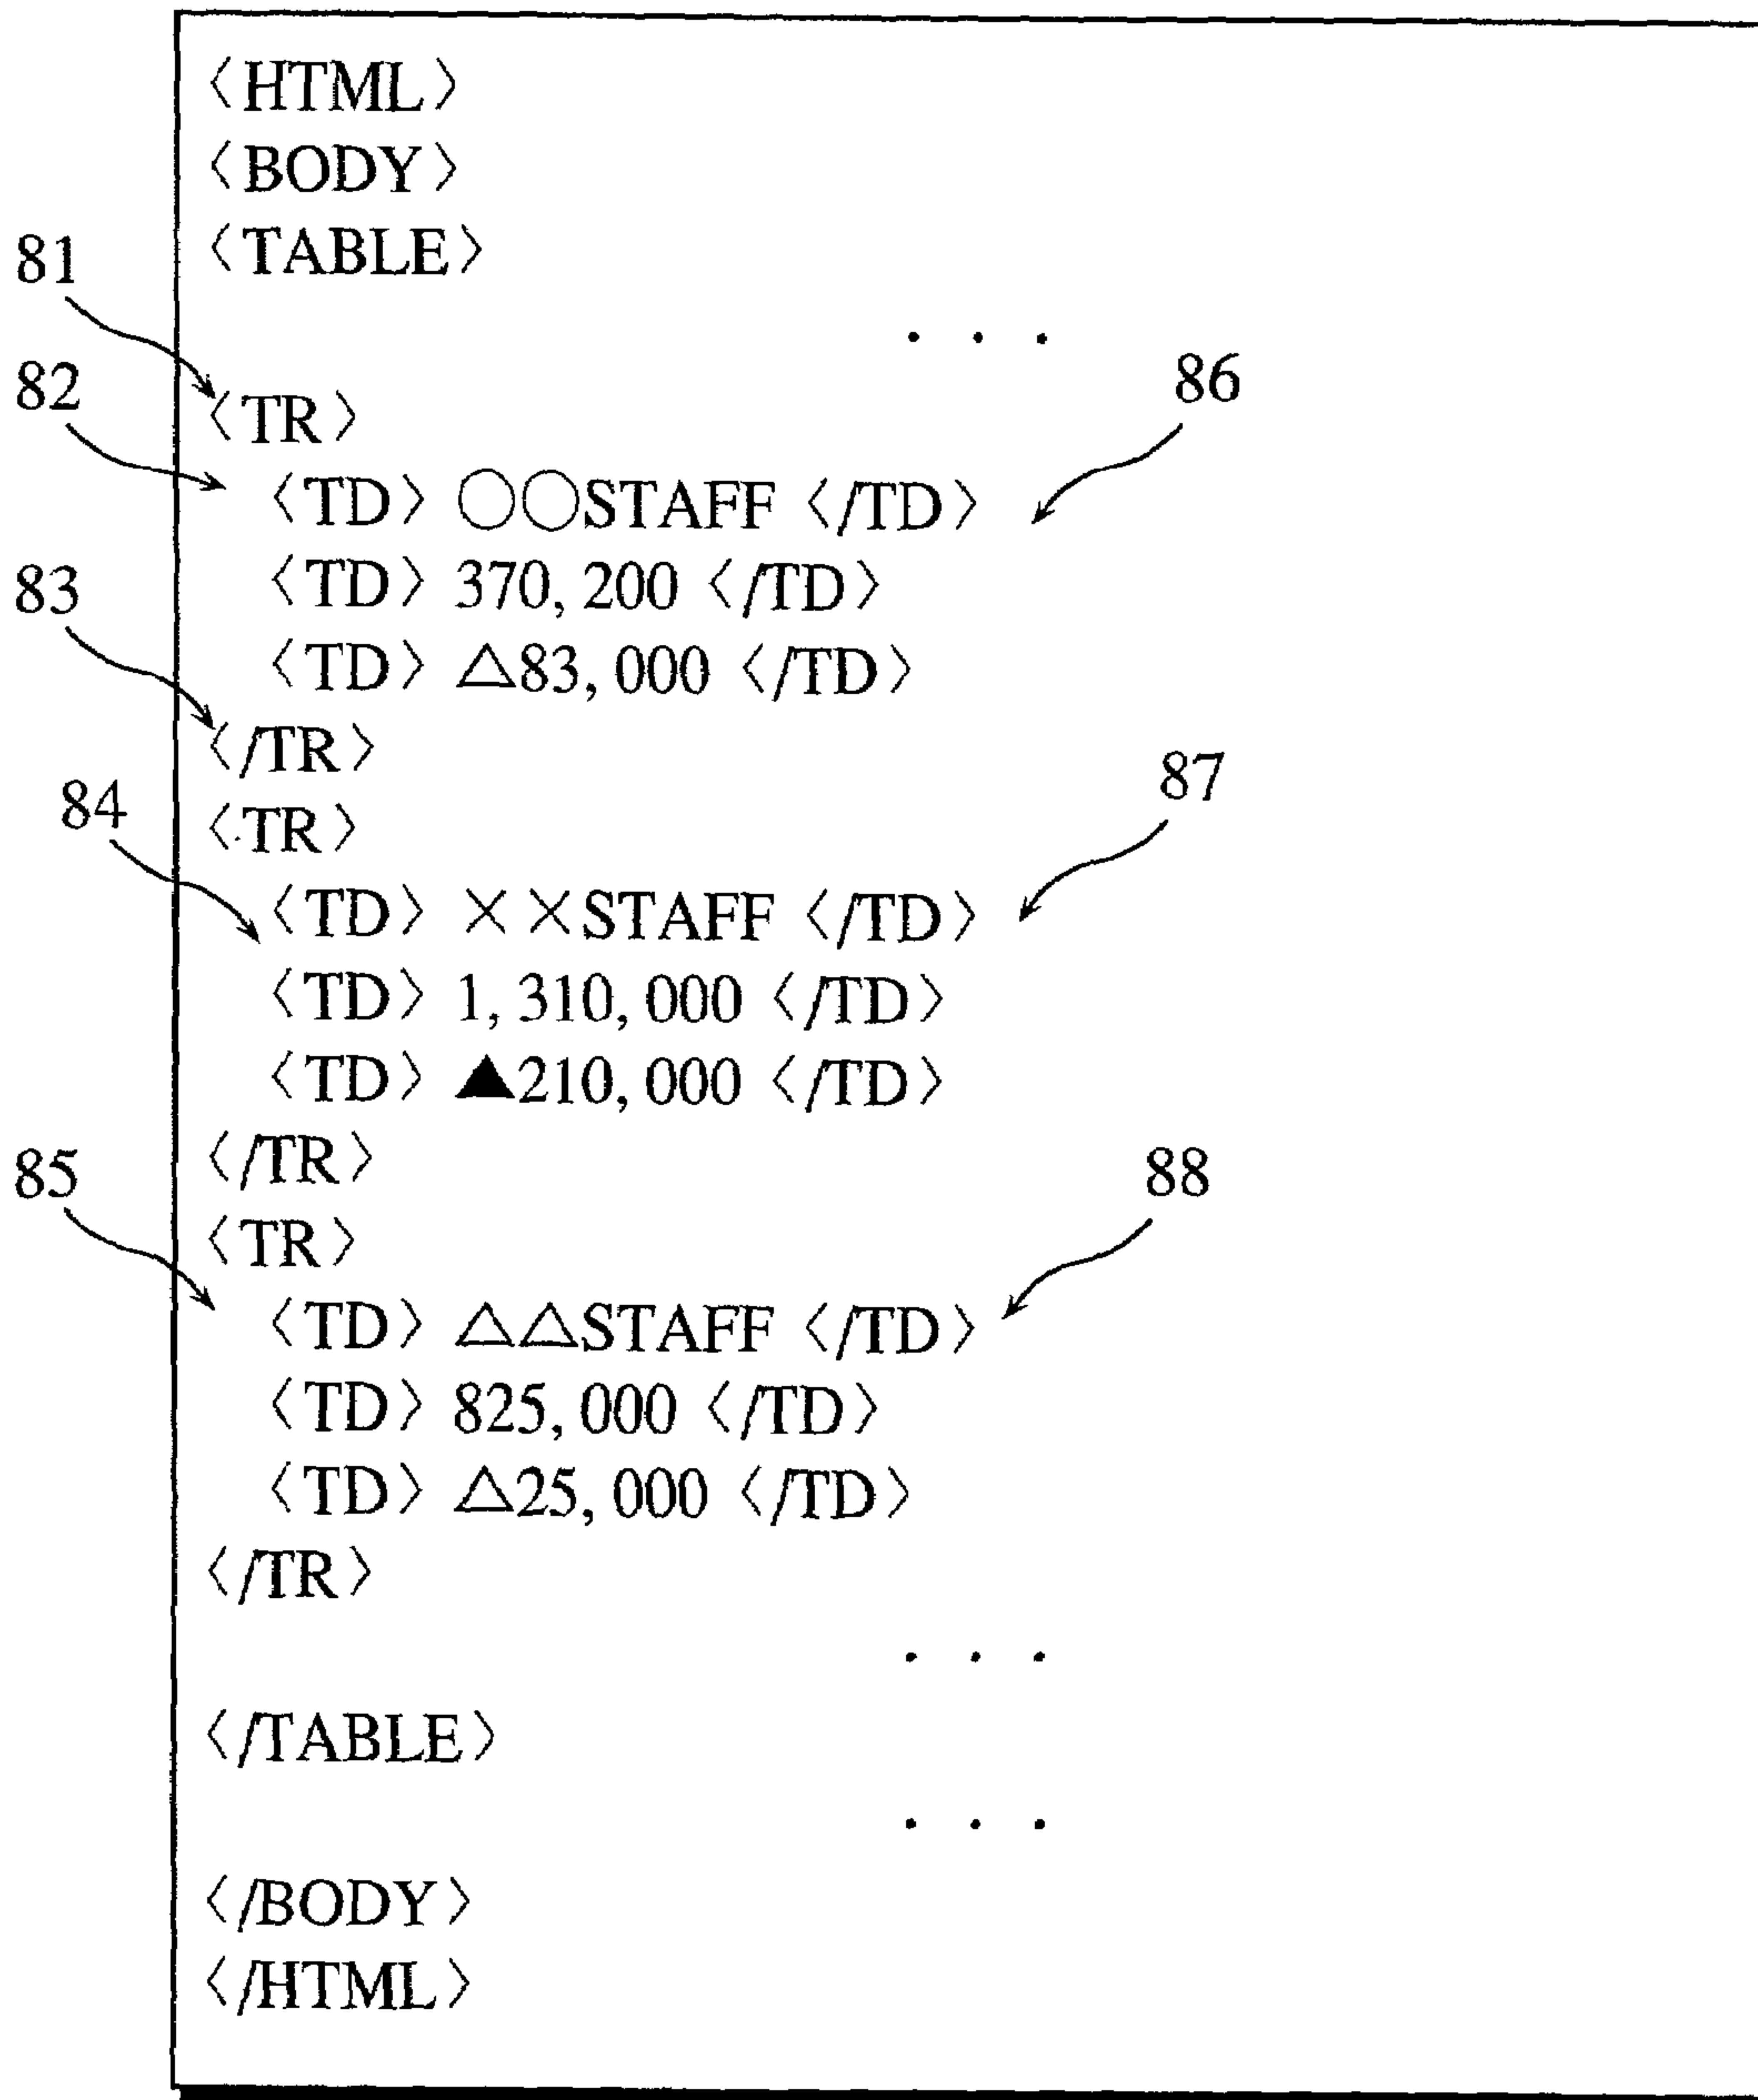 〈HTML〉
〈BODY〉
〈TABLE〉
81
. . .
82
86
〈TR〉
〈TD〉 ○○STAFF 〈/TD〉
83
〈TD〉 370, 200 〈/TD〉
〈TD〉 △83, 000 〈/TD〉
〈/TR〉
84
87
〈TR〉
〈TD〉 ××STAFF 〈/TD〉
〈TD〉 1, 310, 000 〈/TD〉
〈TD〉 ▲210, 000 〈/TD〉
〈/TR〉
85
88
〈TR〉
〈TD〉 △△STAFF 〈/TD〉
〈TD〉 825, 000 〈/TD〉
〈TD〉 △25, 000 〈/TD〉
〈/TR〉
. . .
〈/TABLE〉
. . .
〈/BODY〉
〈/HTML〉